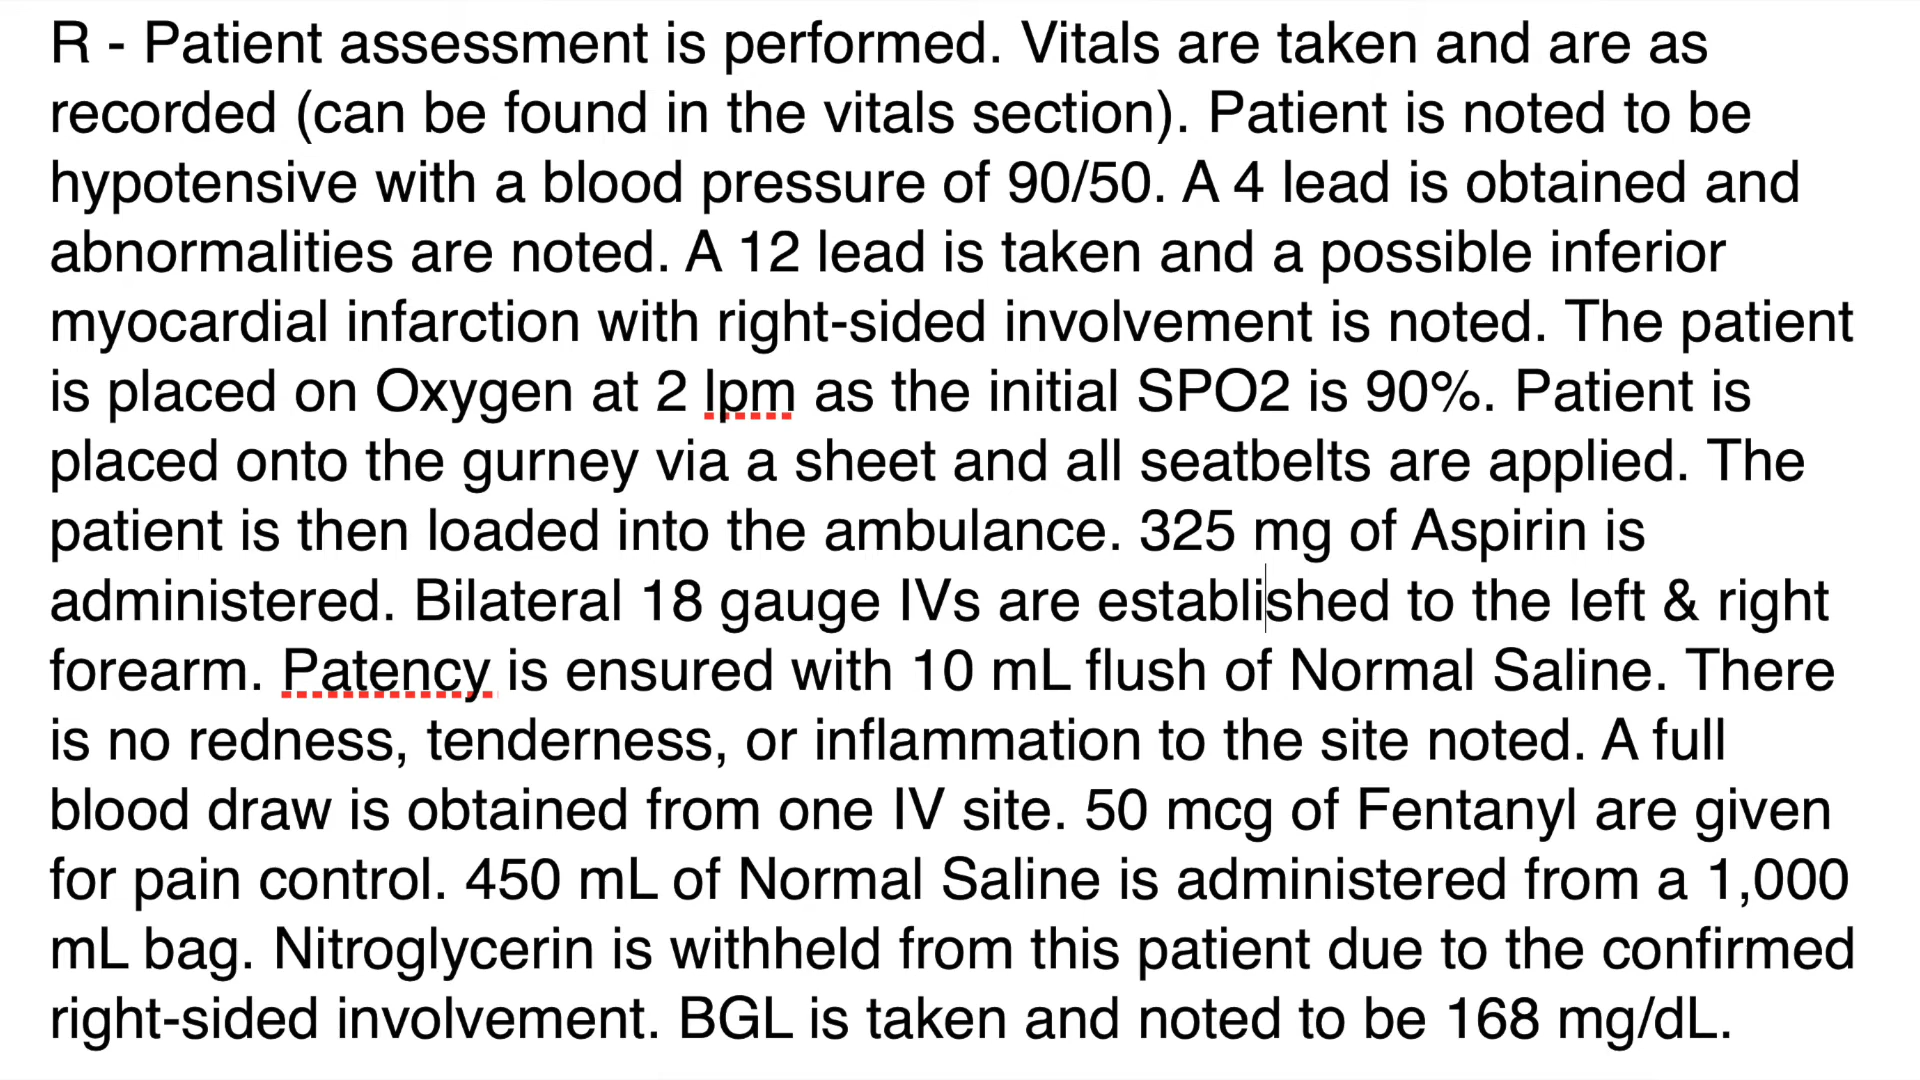 R - Patient assessment is performed. Vitals are taken and are as
recorded (can be found in the vitals section). Patient is noted to be
hypotensive with a blood pressure of 90/50. A 4 lead is obtained and
abnormalities are noted. A 12 lead is taken and a possible inferior
myocardial infarction with right-sided involvement is noted. The patient
is placed on Oxygen at 2 lpm as the initial SPO2 is 90%. Patient is
placed onto the gurney via a sheet and all seatbelts are applied. The
patient is then loaded into the ambulance. 325 mg of Aspirin is
administered. Bilateral 18 gauge IVs are established to the left & right
forearm. Patency is ensured with 10 mL flush of Normal Saline. There
is no redness, tenderness, or inflammation to the site noted. A full
blood draw is obtained from one IV site. 50 mcg of Fentanyl are given
for pain control. 450 mL of Normal Saline is administered from a 1,000
mL bag. Nitroglycerin is withheld from this patient due to the confirmed
right-sided involvement. BGL is taken and noted to be 168 mg/dL.